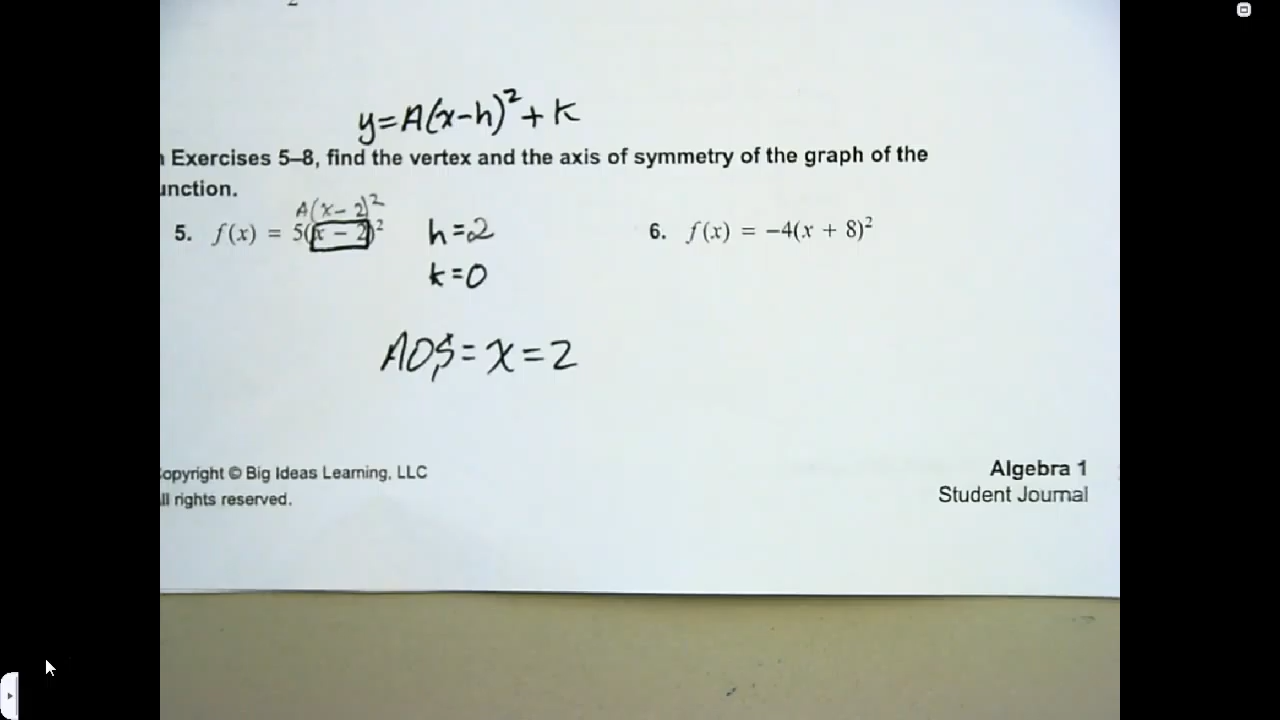 2
y=A(x-h)²+k
Exercises 5–8, find the vertex and the axis of symmetry of the graph of the
unction.
A(x-2)²
5. f(x) = 5(x − 2)² h=2 6. f(x) = −4(x + 8)²
k=0
AOS= x=2
opyright © Big Ideas Learning, LLC Algebra 1
ll rights reserved. Student Journal